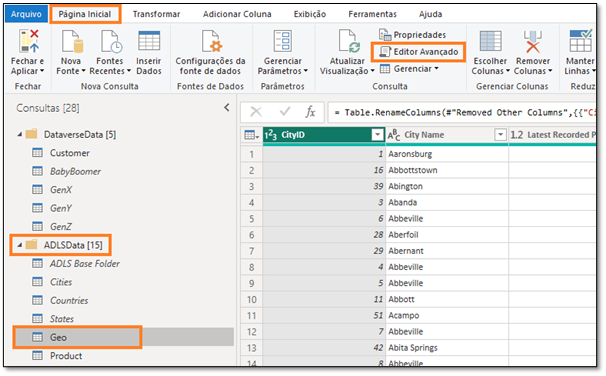 Arquivo Página Inicial Transformar Adicionar Coluna Exibição Ferramentas Ajuda
Fechar e Aplicar Nova Fonte Fontes Recentes Inserir Dados Configurações da fonte de dados Gerenciar Parâmetros Atualizar Visualização Propriedades Editor Avançado Gerenciar Escolher Colunas Remover Colunas Manter Linhas
Fechar Nova Consulta Fontes de Dados Parâmetros Consulta Gerenciar Colunas Reduz
Consultas [28]
= Table.RenameColumns(#"Removed Other Columns",{{"Ci
DataverseData [5]
Customer
BabyBoomer
GenX
GenY
GenZ
ADLSData [15]
ADLS Base Folder
Cities
Countries
States
Geo
Product
1²3 CityID ABC City Name 1.2 Latest Recorded P
1 1 Aaronsburg
2 16 Abbottstown
3 39 Abington
4 3 Abanda
5 6 Abbeville
6 28 Aberfoil
7 29 Abernant
8 4 Abbeville
9 5 Abbeville
10 11 Abbott
11 51 Acampo
12 7 Abbeville
13 42 Abita Springs
14 8 Abbeville